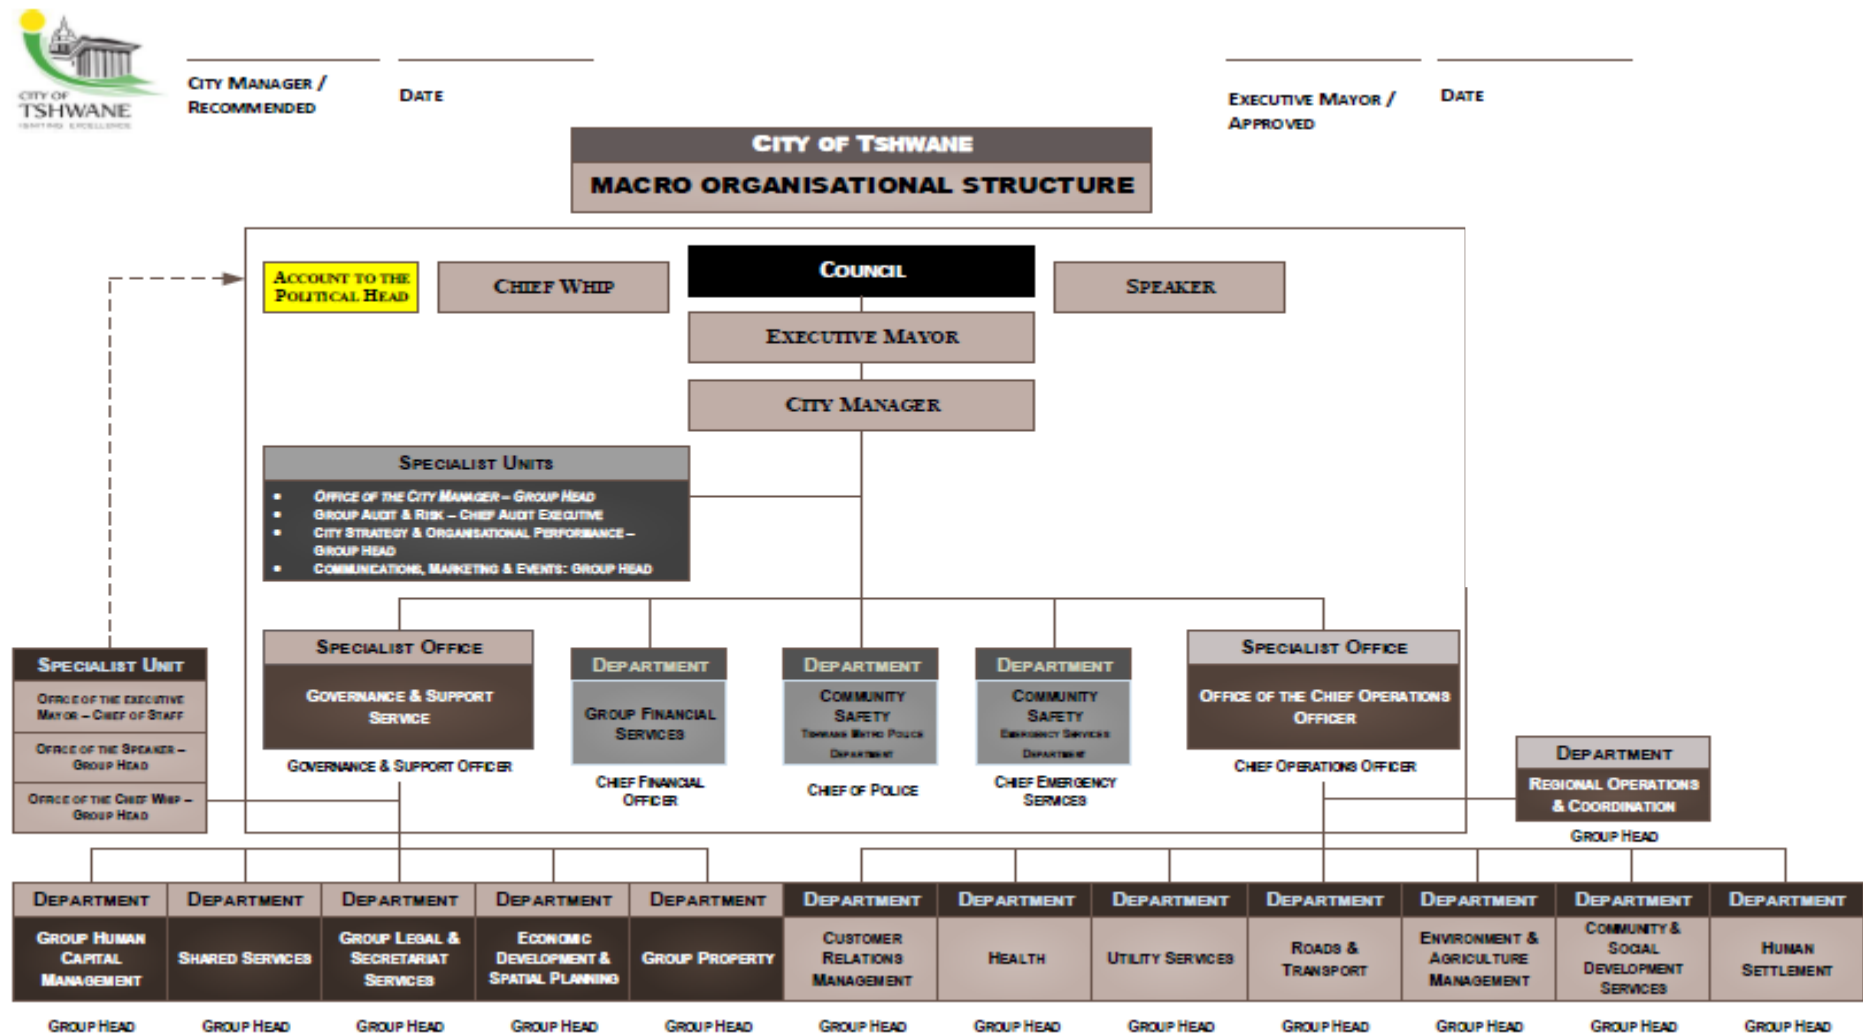 CITY OF
TSHWANE
IGNITING EXCELLENCE
CITY MANAGER /
RECOMMENDED
DATE
EXECUTIVE MAYOR /
APPROVED
DATE
CITY OF TSHWANE
MACRO ORGANISATIONAL STRUCTURE
ACCOUNT TO THE
POLITICAL HEAD
CHIEF WHIP
COUNCIL
SPEAKER
EXECUTIVE MAYOR
CITY MANAGER
SPECIALIST UNITS
• OFFICE OF THE CITY MANAGER – GROUP HEAD
• GROUP AUDIT & RISK – CHIEF AUDIT EXECUTIVE
• CITY STRATEGY & ORGANISATIONAL PERFORMANCE –
GROUP HEAD
• COMMUNICATIONS, MARKETING & EVENTS: GROUP HEAD
SPECIALIST UNIT
OFFICE OF THE EXECUTIVE
MAYOR – CHIEF OF STAFF
OFFICE OF THE SPEAKER –
GROUP HEAD
OFFICE OF THE CHIEF WHIP –
GROUP HEAD
SPECIALIST OFFICE
GOVERNANCE & SUPPORT
SERVICE
GOVERNANCE & SUPPORT OFFICER
DEPARTMENT
GROUP FINANCIAL
SERVICES
CHIEF FINANCIAL
OFFICER
DEPARTMENT
COMMUNITY
SAFETY
TSHWANE METRO POLICE
DEPARTMENT
CHIEF OF POLICE
DEPARTMENT
COMMUNITY
SAFETY
EMERGENCY SERVICES
DEPARTMENT
CHIEF EMERGENCY
SERVICES
SPECIALIST OFFICE
OFFICE OF THE CHIEF OPERATIONS
OFFICER
CHIEF OPERATIONS OFFICER
DEPARTMENT
REGIONAL OPERATIONS
& COORDINATION
GROUP HEAD
DEPARTMENT
GROUP HUMAN
CAPITAL
MANAGEMENT
GROUP HEAD
DEPARTMENT
SHARED SERVICES
GROUP HEAD
DEPARTMENT
GROUP LEGAL &
SECRETARIAT
SERVICES
GROUP HEAD
DEPARTMENT
ECONOMIC
DEVELOPMENT &
SPATIAL PLANNING
GROUP HEAD
DEPARTMENT
GROUP PROPERTY
GROUP HEAD
DEPARTMENT
CUSTOMER
RELATIONS
MANAGEMENT
GROUP HEAD
DEPARTMENT
HEALTH
GROUP HEAD
DEPARTMENT
UTILITY SERVICES
GROUP HEAD
DEPARTMENT
ROADS &
TRANSPORT
GROUP HEAD
DEPARTMENT
ENVIRONMENT &
AGRICULTURE
MANAGEMENT
GROUP HEAD
DEPARTMENT
COMMUNITY &
SOCIAL
DEVELOPMENT
SERVICES
GROUP HEAD
DEPARTMENT
HUMAN
SETTLEMENT
GROUP HEAD